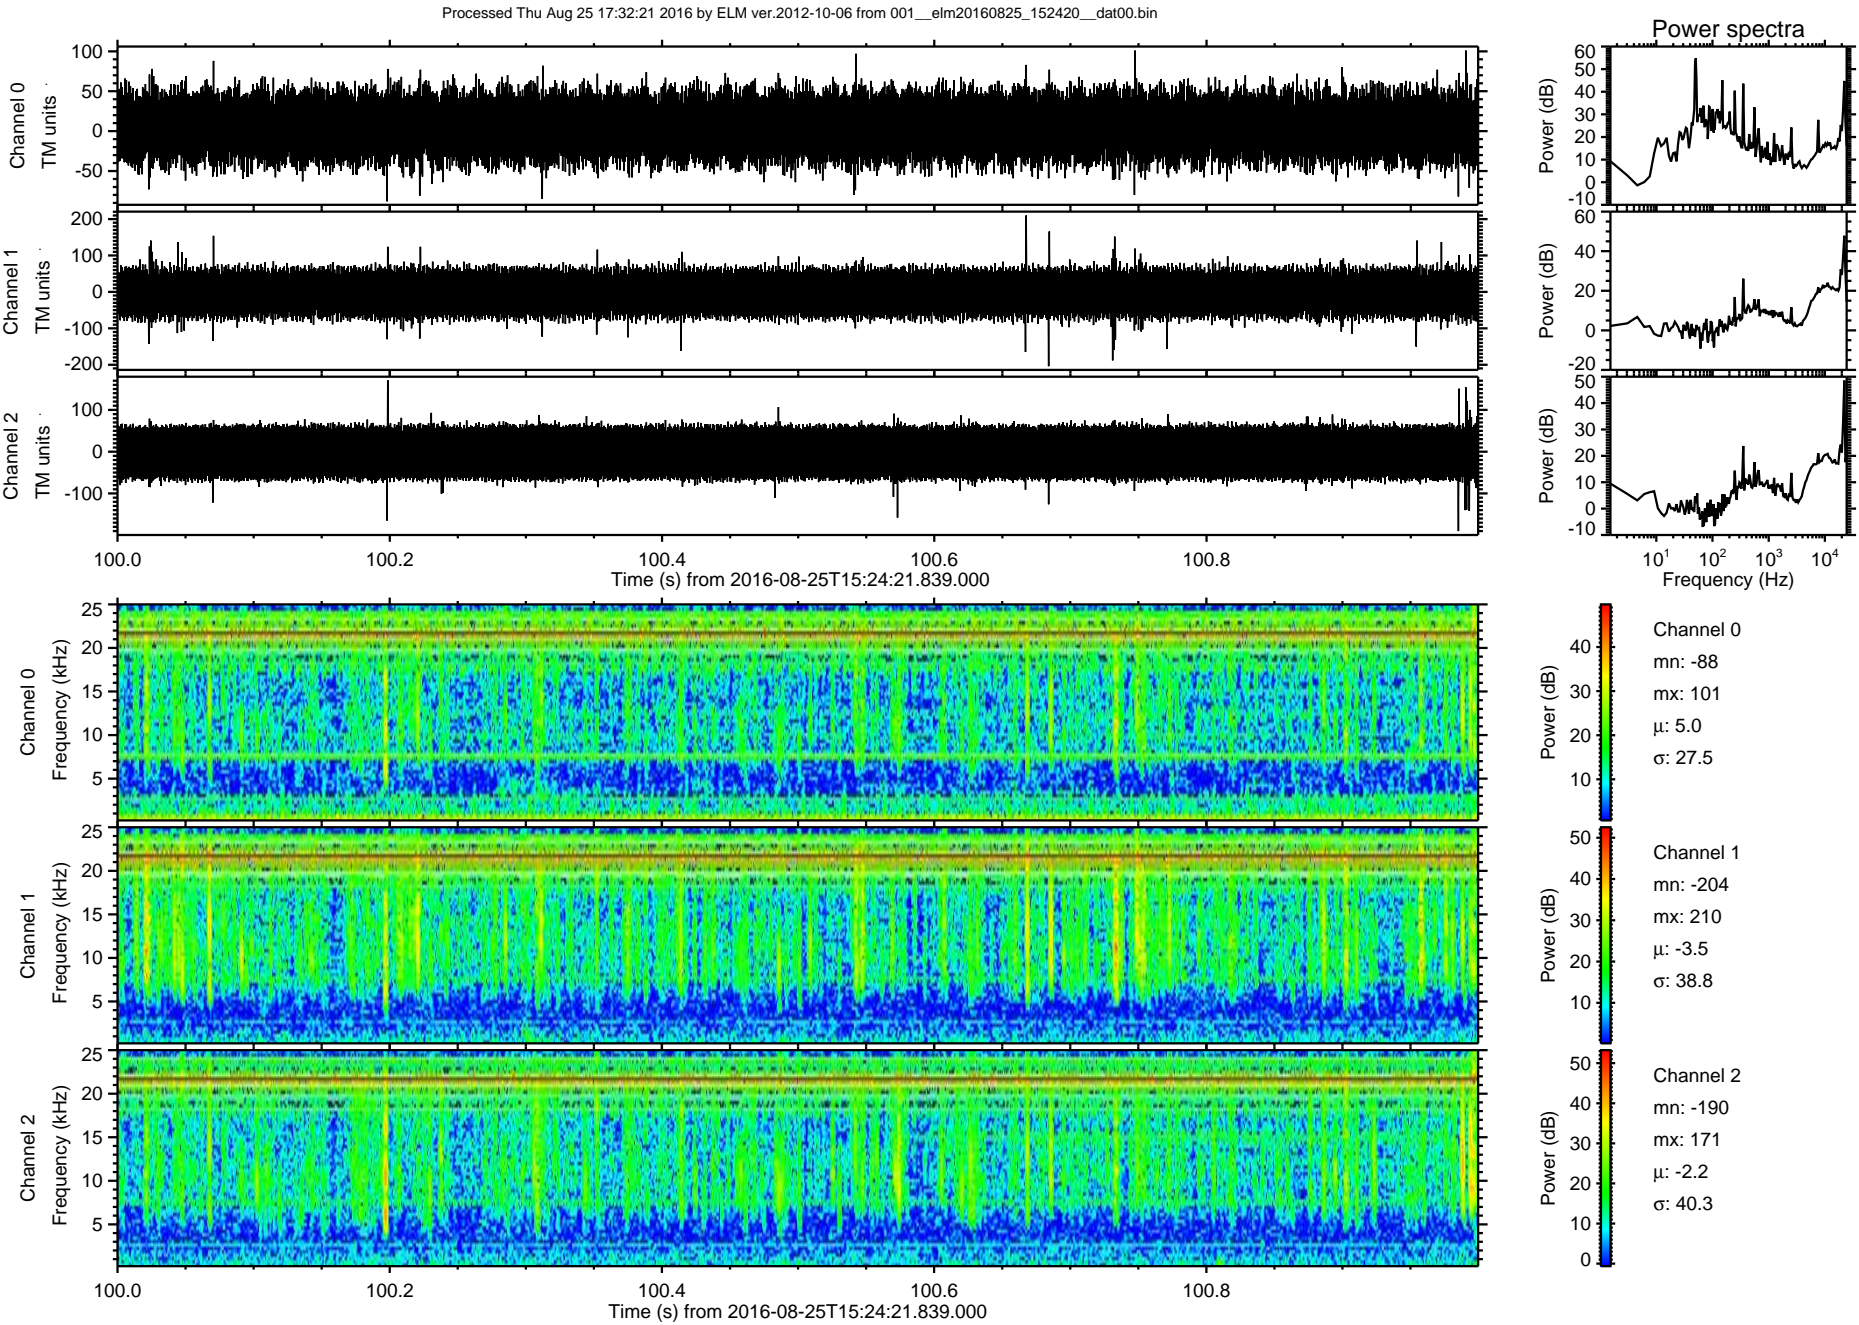 Processed Thu Aug 25 17:32:21 2016 by ELM ver.2012-10-06 from 001__elm20160825_152420__dat00.bin
Power spectra
Channel 0
TM units
100
50
0
-50
Power (dB)
60
50
40
30
20
10
0
-10
Channel 1
TM units
200
100
0
-100
-200
Power (dB)
60
40
20
0
-20
Channel 2
TM units
100
0
-100
Power (dB)
50
40
30
20
10
0
-10
100.0 100.2 100.4 100.6 100.8
Time (s) from 2016-08-25T15:24:21.839.000
10^1 10^2 10^3 10^4
Frequency (Hz)
Channel 0
Frequency (kHz)
25
20
15
10
5
Power (dB)
40
30
20
10
Channel 0
mn: -88
mx: 101
μ: 5.0
σ: 27.5
Channel 1
Frequency (kHz)
25
20
15
10
5
Power (dB)
50
40
30
20
10
Channel 1
mn: -204
mx: 210
μ: -3.5
σ: 38.8
Channel 2
Frequency (kHz)
25
20
15
10
5
Power (dB)
50
40
30
20
10
0
Channel 2
mn: -190
mx: 171
μ: -2.2
σ: 40.3
100.0 100.2 100.4 100.6 100.8
Time (s) from 2016-08-25T15:24:21.839.000